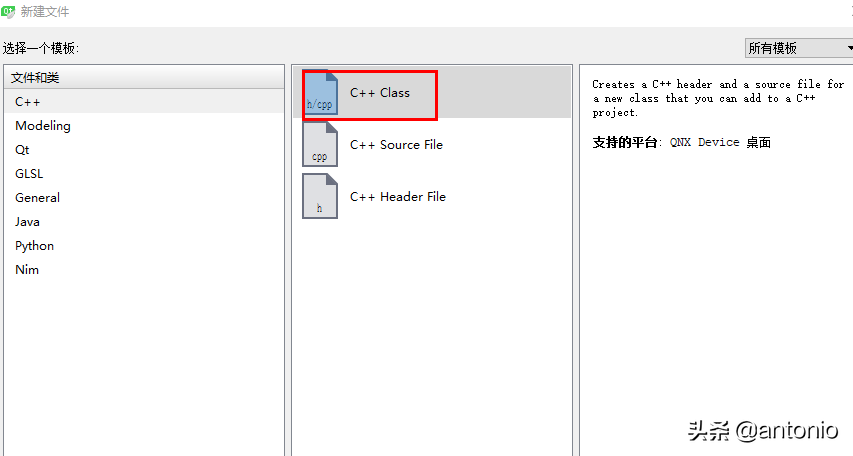 Qt 新建文件
选择一个模板:
所有模板
文件和类
C++
Modeling
Qt
GLSL
General
Java
Python
Nim
h/cpp
C++ Class
cpp
C++ Source File
h
C++ Header File
Creates a C++ header and a source file for
a new class that you can add to a C++
project.
支持的平台: QNX Device 桌面
头条 @antonio